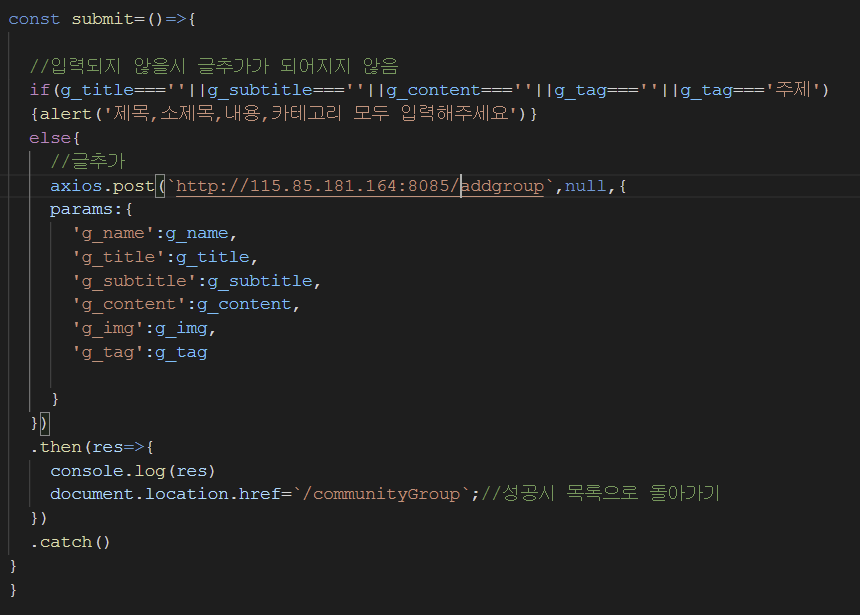 const submit=()=>{
//입력되지 않을시 글추가가 되어지지 않음
if(g_title===''||g_subtitle===''||g_content===''||g_tag===''||g_tag==='주제')
{alert('제목,소제목,내용,카테고리 모두 입력해주세요')}
else{
//글추가
axios.post(`http://115.85.181.164:8085/addgroup`,null,{
params:{
'g_name':g_name,
'g_title':g_title,
'g_subtitle':g_subtitle,
'g_content':g_content,
'g_img':g_img,
'g_tag':g_tag
}
})
.then(res=>{
console.log(res)
document.location.href=`/communityGroup`;//성공시 목록으로 돌아가기
})
.catch()
}
}